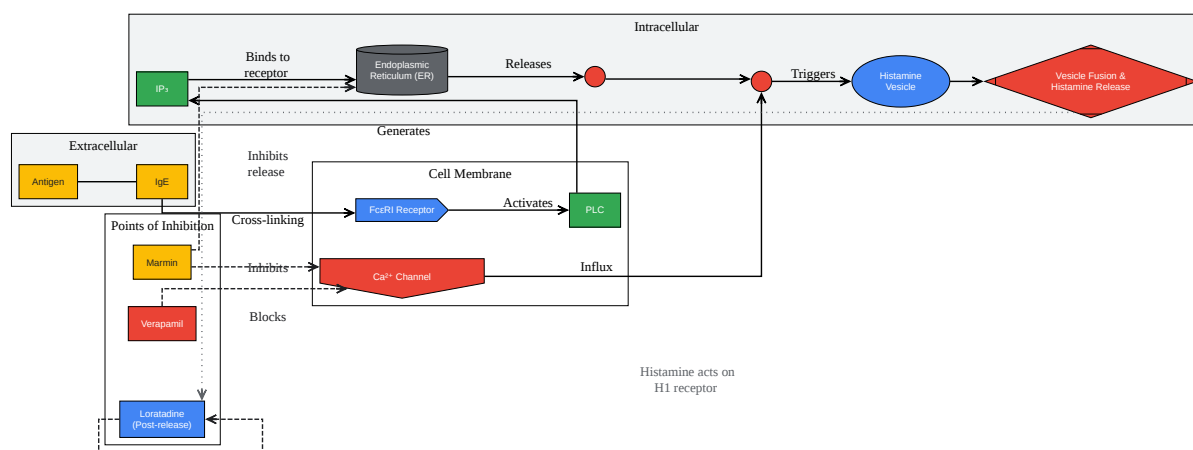 Intracellular
Binds to
receptor
Endoplasmic
Reticulum (ER)
Releases
Triggers
Histamine
Vesicle
Vesicle Fusion &
Histamine Release
IP₃
Generates
Extracellular
Antigen
IgE
Inhibits
release
Cell Membrane
Cross-linking
FcεRI Receptor
Activates
PLC
Points of Inhibition
Marmin
Inhibits
Ca²⁺ Channel
Influx
Verapamil
Blocks
Histamine acts on
H1 receptor
Loratadine
(Post-release)